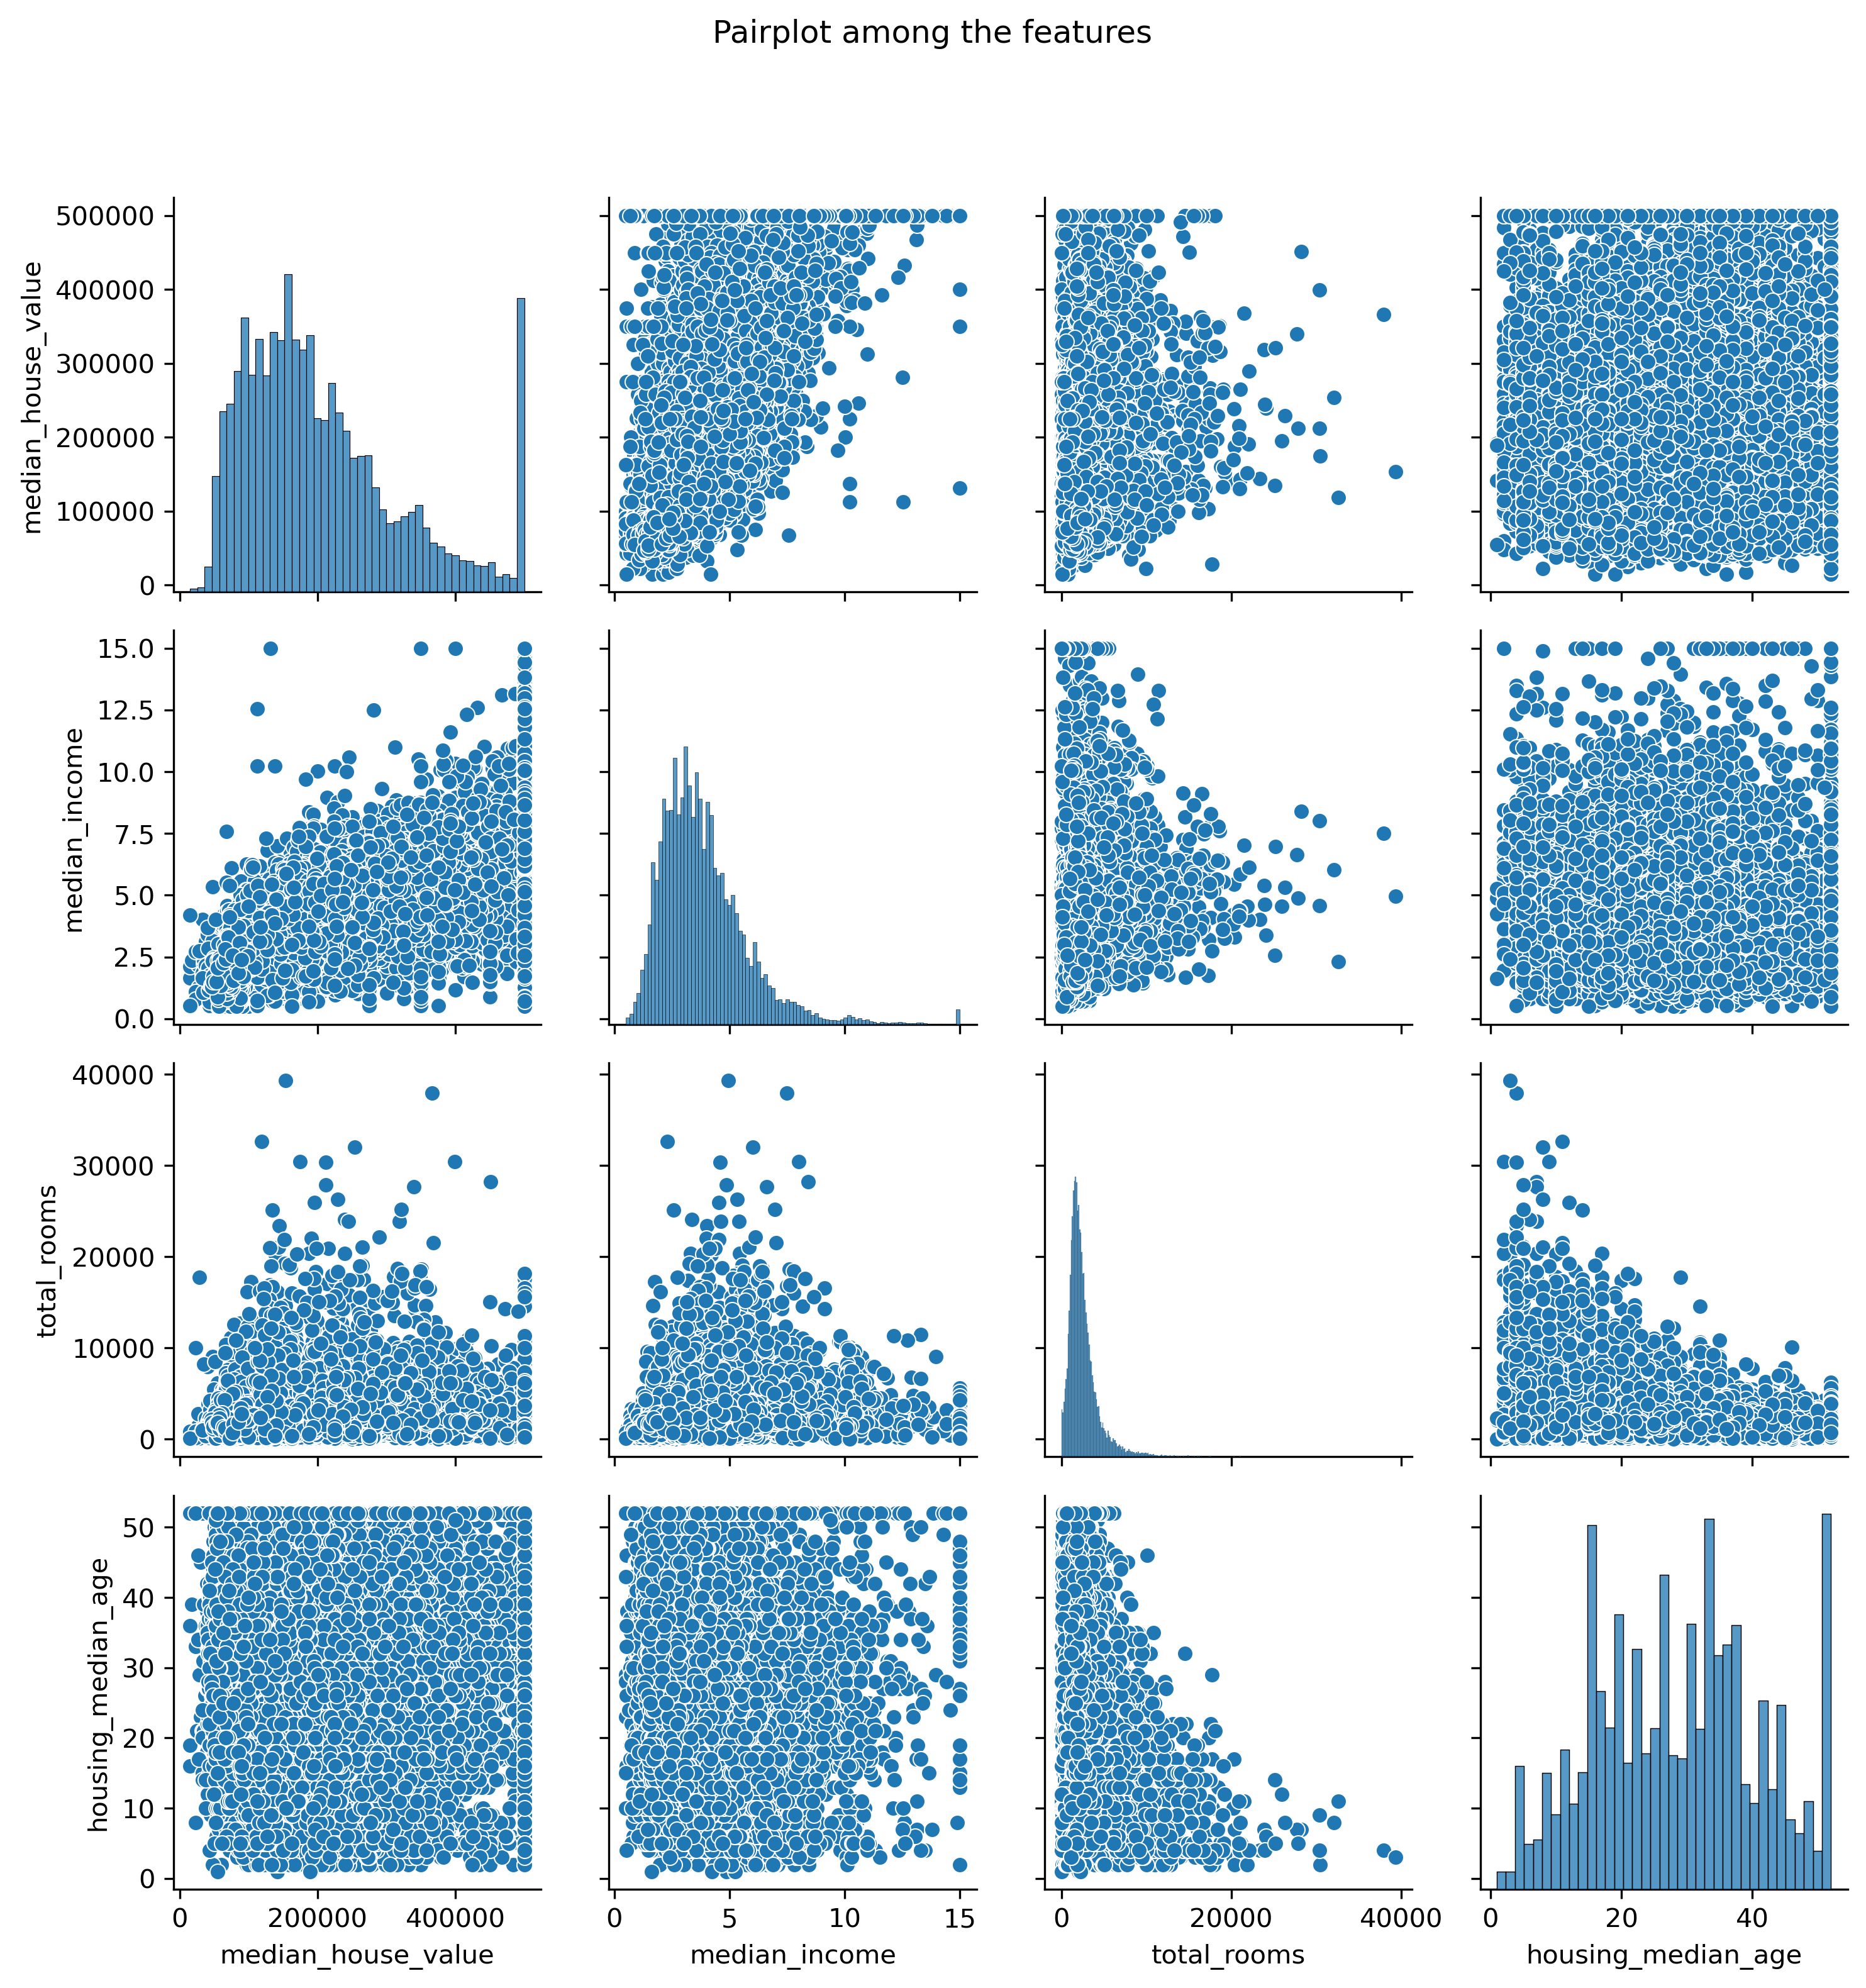 Pairplot among the features
500000
400000
300000
200000
100000
0
median_house_value
15.0
12.5
10.0
7.5
5.0
2.5
0.0
median_income
40000
30000
20000
10000
0
total_rooms
50
40
30
20
10
0
housing_median_age
0 200000 400000
0 5 10 15
0 20000 40000
0 20 40
median_house_value
median_income
total_rooms
housing_median_age